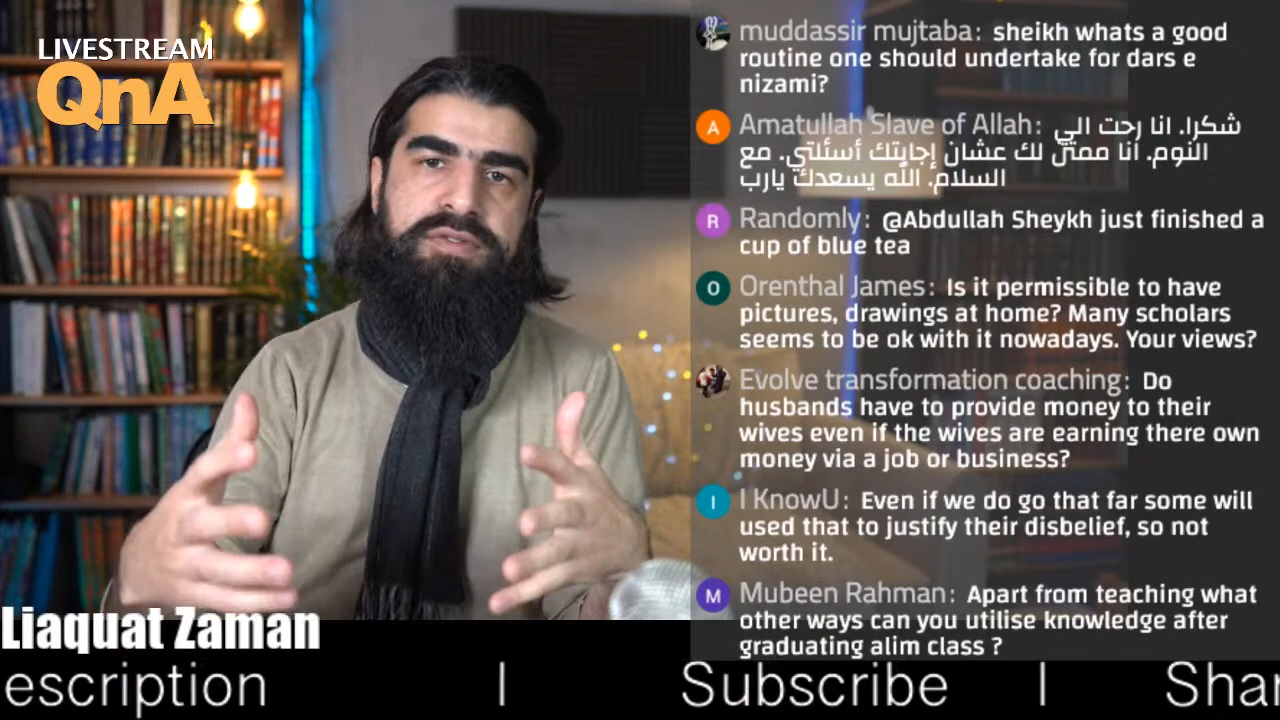 LIVESTREAM
QnA
muddassir mujtaba: sheikh whats a good
routine one should undertake for dars e
nizami?
A
Amatullah Slave of Allah: شكرا. انا رحت الي
النوم. انا ممتن لك عشان إجابتك أسئلتي. مع
السلام. الله يسعدك يارب
R
Randomly: @Abdullah Sheykh just finished a
cup of blue tea
O
Orenthal James: Is it permissible to have
pictures, drawings at home? Many scholars
seems to be ok with it nowadays. Your views?
Evolve transformation coaching: Do
husbands have to provide money to their
wives even if the wives are earning there own
money via a job or business?
I
I KnowU: Even if we do go that far some will
used that to justify their disbelief, so not
worth it.
M
Mubeen Rahman: Apart from teaching what
other ways can you utilise knowledge after
graduating alim class ?
Liaquat Zaman
escription | Subscribe | Shar